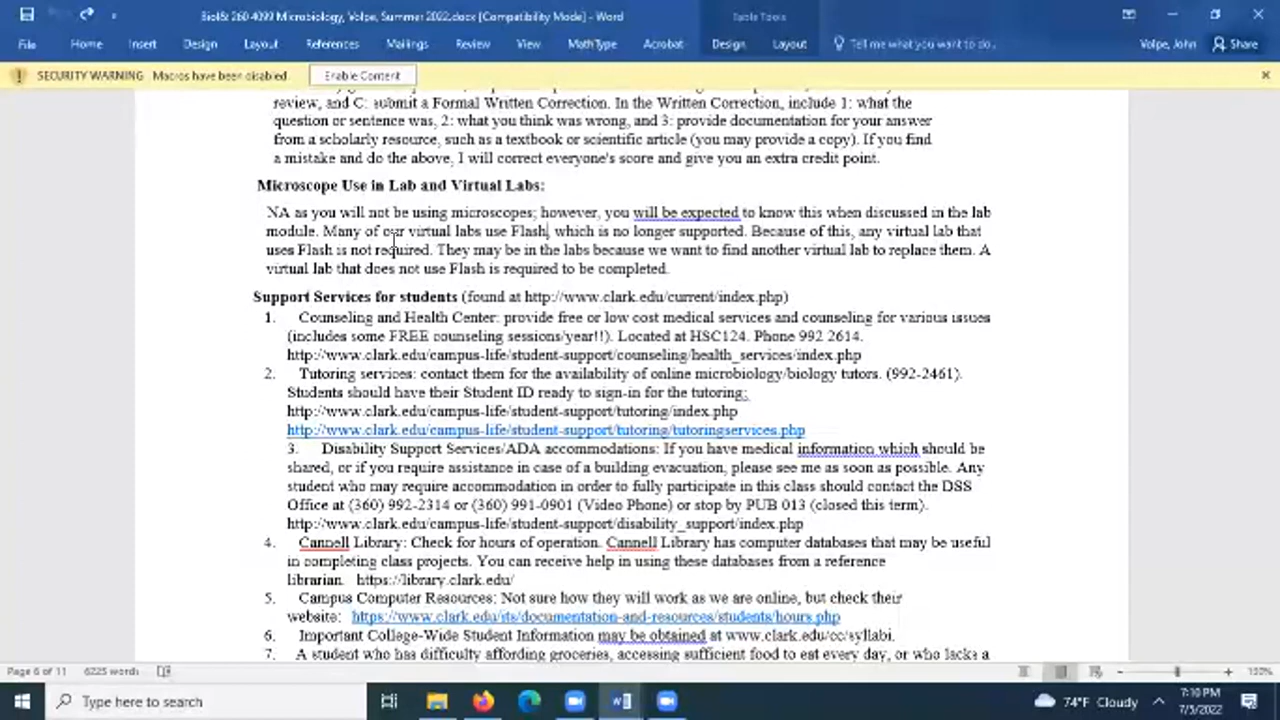 Biol& 260 4099 Microbiology, Volpe, Summer 2022.docx [Compatibility Mode] - Word
Table Tools
File Home Insert Design Layout References Mailings Review View MathType Acrobat Design Layout Tell me what you want to do... Volpe, John Share
SECURITY WARNING Macros have been disabled. Enable Content
review, and C: submit a Formal Written Correction. In the Written Correction, include 1: what the
question or sentence was, 2: what you think was wrong, and 3: provide documentation for your answer
from a scholarly resource, such as a textbook or scientific article (you may provide a copy). If you find
a mistake and do the above, I will correct everyone's score and give you an extra credit point.
Microscope Use in Lab and Virtual Labs:
NA as you will not be using microscopes; however, you will be expected to know this when discussed in the lab
module. Many of our virtual labs use Flash, which is no longer supported. Because of this, any virtual lab that
uses Flash is not required. They may be in the labs because we want to find another virtual lab to replace them. A
virtual lab that does not use Flash is required to be completed.
Support Services for students (found at http://www.clark.edu/current/index.php)
1. Counseling and Health Center: provide free or low cost medical services and counseling for various issues
(includes some FREE counseling sessions/year!!). Located at HSC124. Phone 992 2614.
http://www.clark.edu/campus-life/student-support/counseling/health_services/index.php
2. Tutoring services: contact them for the availability of online microbiology/biology tutors. (992-2461).
Students should have their Student ID ready to sign-in for the tutoring;
http://www.clark.edu/campus-life/student-support/tutoring/index.php
http://www.clark.edu/campus-life/student-support/tutoring/tutoringservices.php
3. Disability Support Services/ADA accommodations: If you have medical information which should be
shared, or if you require assistance in case of a building evacuation, please see me as soon as possible. Any
student who may require accommodation in order to fully participate in this class should contact the DSS
Office at (360) 992-2314 or (360) 991-0901 (Video Phone) or stop by PUB 013 (closed this term).
http://www.clark.edu/campus-life/student-support/disability_support/index.php
4. Cannell Library: Check for hours of operation. Cannell Library has computer databases that may be useful
in completing class projects. You can receive help in using these databases from a reference
librarian. https://library.clark.edu/
5. Campus Computer Resources: Not sure how they will work as we are online, but check their
website: https://www.clark.edu/its/documentation-and-resources/students/hours.php
6. Important College-Wide Student Information may be obtained at www.clark.edu/cc/syllabi.
7. A student who has difficulty affording groceries, accessing sufficient food to eat every day, or who lacks a
Page 6 of 11 6225 words
Type here to search
74°F Cloudy
7:10 PM
7/3/2022